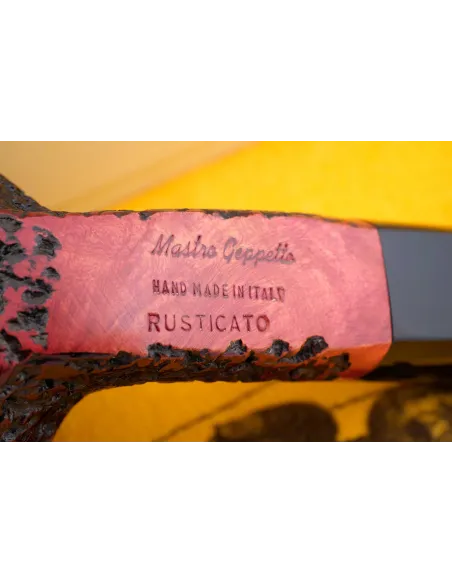 Mastro Geppetto
HAND MADE IN ITALY
RUSTICATO